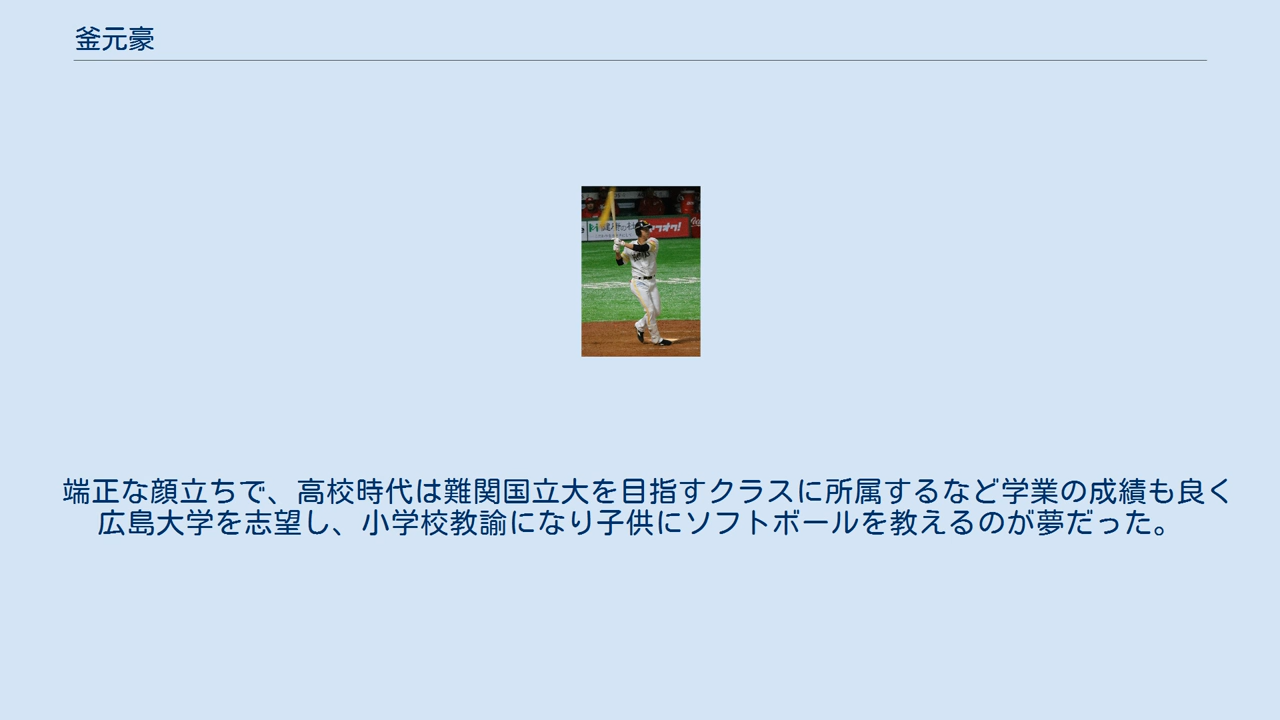 釜元豪
端正な顔立ちで、高校時代は難関国立大を目指すクラスに所属するなど学業の成績も良く
広島大学を志望し、小学校教諭になり子供にソフトボールを教えるのが夢だった。